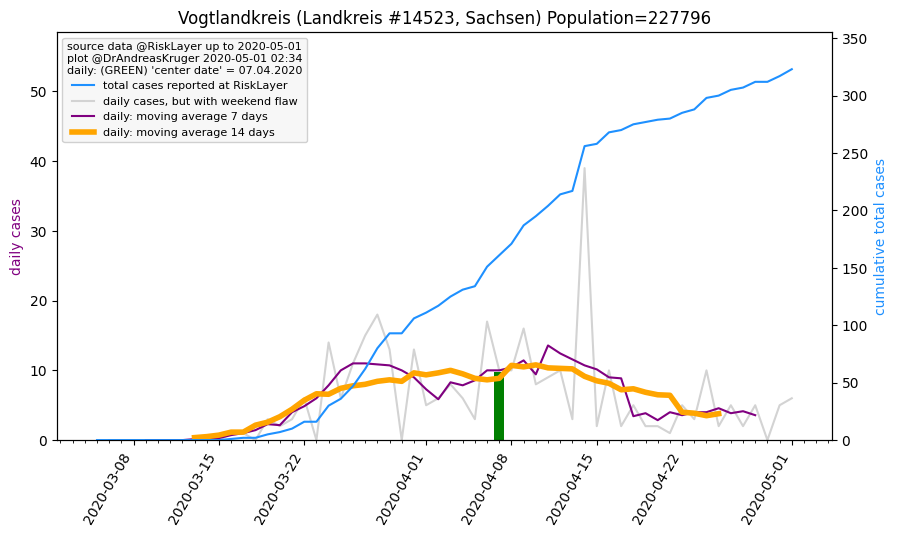 Vogtlandkreis (Landkreis #14523, Sachsen) Population=227796
source data @RiskLayer up to 2020-05-01
plot @DrAndreasKruger 2020-05-01 02:34
daily: (GREEN) 'center date' = 07.04.2020
total cases reported at RiskLayer
daily cases, but with weekend flaw
daily: moving average 7 days
daily: moving average 14 days
daily cases
50
40
30
20
10
0
cumulative total cases
350
300
250
200
150
100
50
0
2020-03-08
2020-03-15
2020-03-22
2020-04-01
2020-04-08
2020-04-15
2020-04-22
2020-05-01